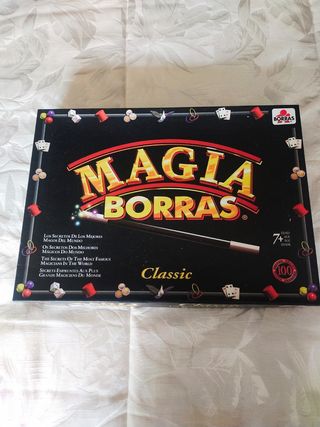 BORRAS
MAGIA
BORRAS®
LOS SECRETOS DE LOS MEJORES
MAGOS DEL MUNDO
OS SECREDOS DOS MELHORES
MÁGICOS DO MUNDO
THE SECRETS OF THE MOST FAMOUS
MAGICIANS IN THE WORLD
SECRETS EMPRUNTÉS AUX PLUS
GRANDS MAGICIENS DU MONDE
7+
Classic
100